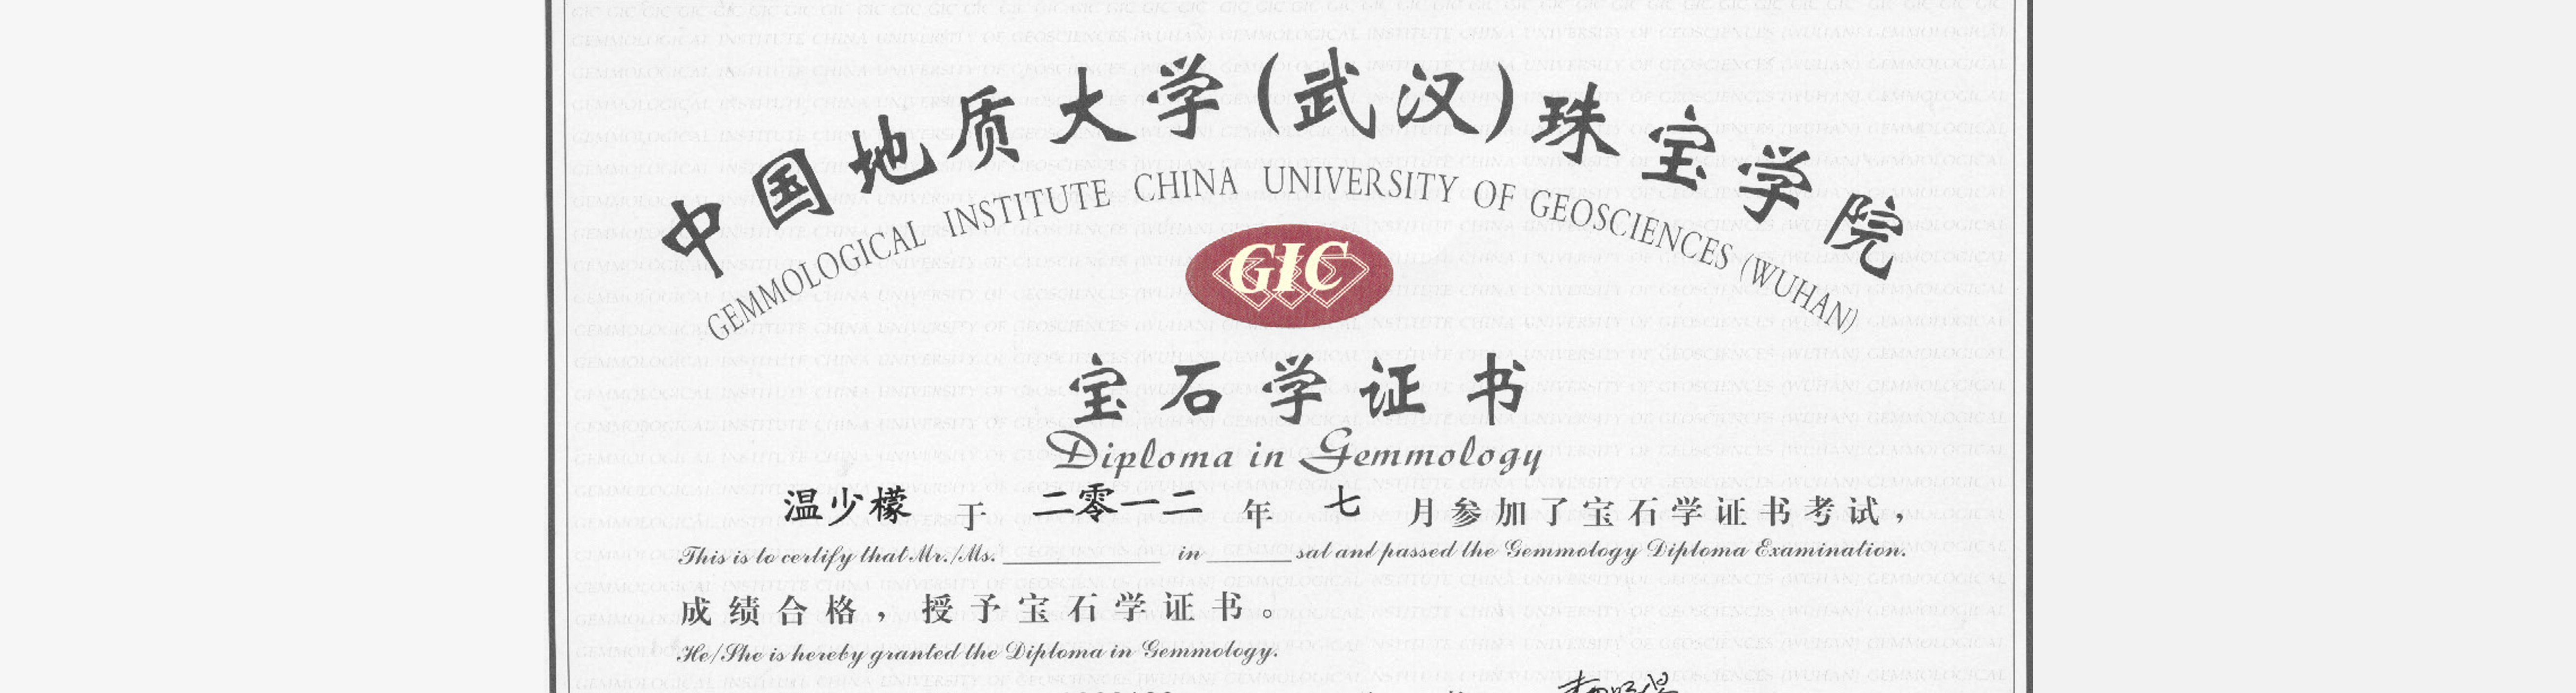 中国地质大学(武汉)珠宝学院
GEMMOLOGICAL INSTITUTE CHINA UNIVERSITY OF GEOSCIENCES (WUHAN)
GIC
宝石学证书
Diploma in Gemmology
温少檬 于 二零一二 年 七 月参加了宝石学证书考试，
This is to certify that Mr./Ms. ____________ in ______ sat and passed the Gemmology Diploma Examination.
成绩合格，授予宝石学证书。
He/She is hereby granted the Diploma in Gemmology.